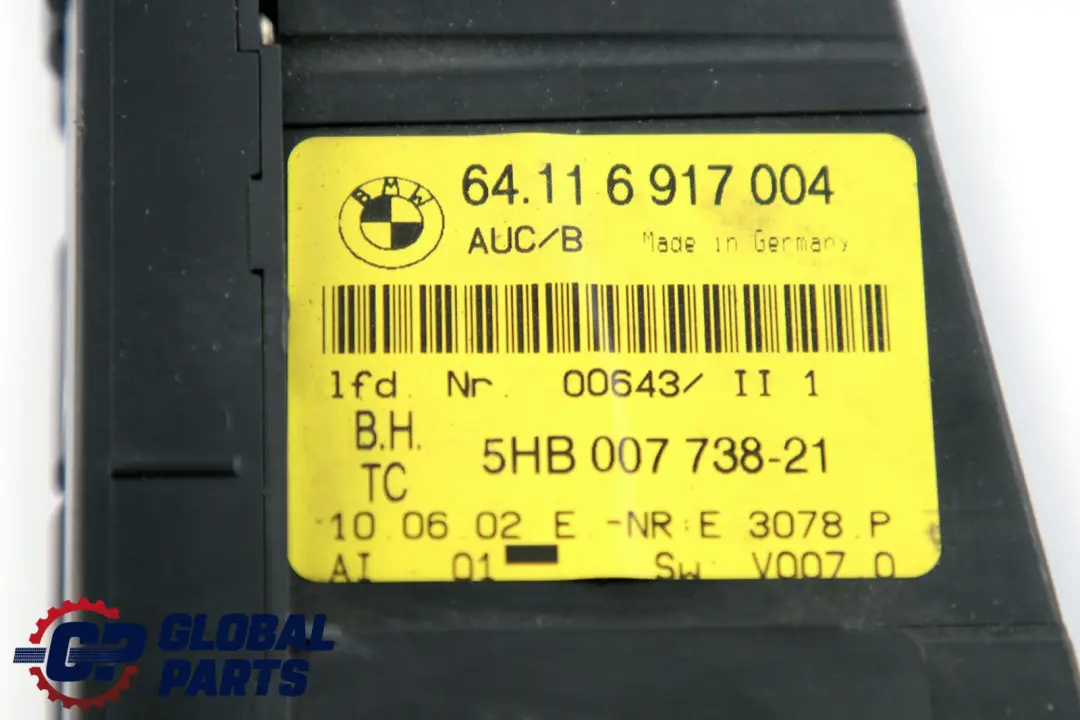 BMW
64.11 6 917 004
AUC/B Made in Germany
lfd. Nr. 00643/ II 1
B.H.
TC
5HB 007 738-21
10.06.02 E -NR:E 3078.P
AI 01 Sw: V007.0
GP GLOBAL
PARTS